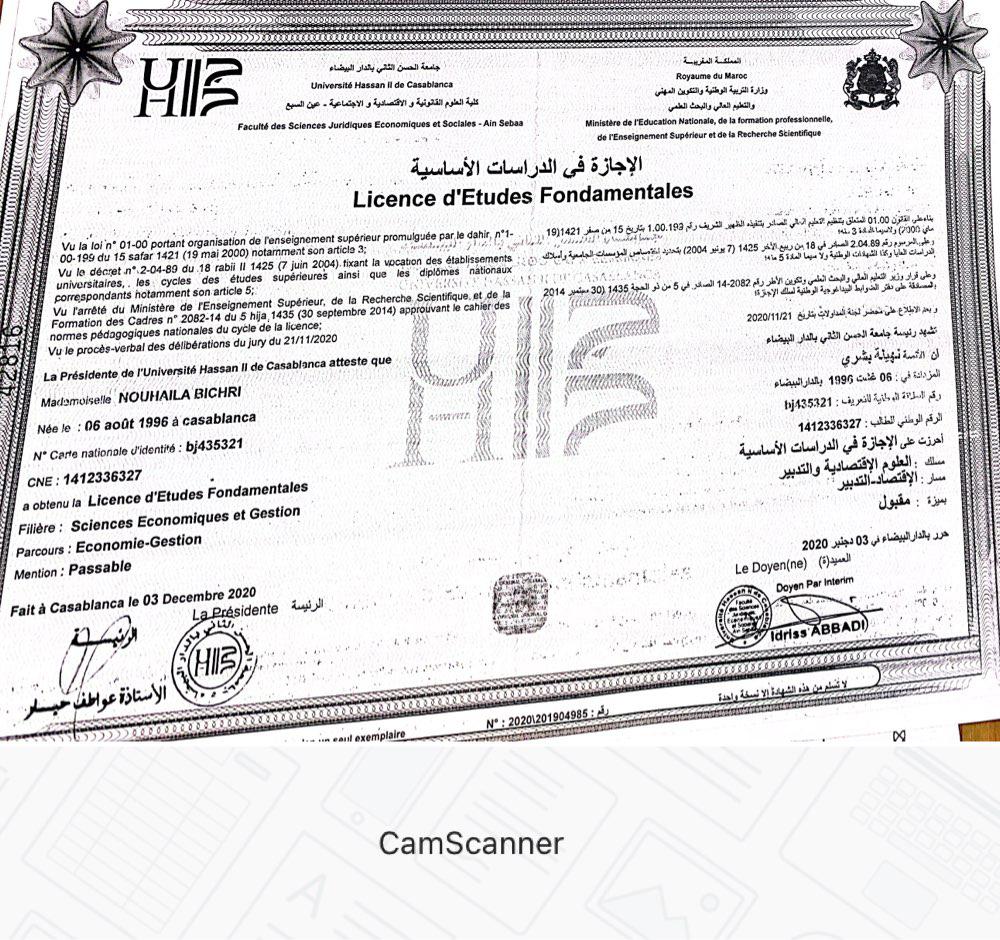 جامعة الحسن الثاني بالدار البيضاء
Université Hassan II de Casablanca
كلية العلوم القانونية و الاقتصادية و الاجتماعية - عين السبع
Faculté des Sciences Juridiques Economiques et Sociales - Ain Sebaa
المملكة المغربية
Royaume du Maroc
وزارة التربية الوطنية والتكوين المهني
والتعليم العالي والبحث العلمي
Ministère de l'Education Nationale, de la formation professionnelle,
de l'Enseignement Supérieur et de la Recherche Scientifique
الإجازة في الدراسات الأساسية
Licence d'Etudes Fondamentales
Vu la loi n° 01-00 portant organisation de l'enseignement supérieur promulguée par le dahir, n°1-
00-199 du 15 safar 1421 (19 mai 2000) notamment son article 3;
Vu le décret n°2-04-89 du 18 rabii II 1425 (7 juin 2004) fixant la vocation des établissements
universitaires, les cycles des études supérieures ainsi que les diplômes nationaux
correspondants notamment son article 5;
Vu l'arrêté du Ministère de l'Enseignement Supérieur, de la Recherche Scientifique et de la
Formation des Cadres n° 2082-14 du 5 hija 1435 (30 septembre 2014) approuvant le cahier des
normes pédagogiques nationales du cycle de la licence;
Vu le procès-verbal des délibérations du jury du 21/11/2020
La Présidente de l'Université Hassan II de Casablanca atteste que
Mademoiselle NOUHAILA BICHRI
Née le : 06 août 1996 à casablanca
N° Carte nationale d'identité : bj435321
CNE : 1412336327
a obtenu la Licence d'Etudes Fondamentales
Filière : Sciences Economiques et Gestion
Parcours : Economie-Gestion
Mention : Passable
Fait à Casablanca le 03 Decembre 2020
La Présidente الرئيسة
بناء على القانون 01.00 المتعلق بتنظيم التعليم العالي الصادر بتنفيذه الظهير الشريف رقم 1.00.199 بتاريخ 15 من صفر 1421(19
ماي 2000) ولاسيما المادة 3 منه؛
وعلى المرسوم رقم 2.04.89 الصادر في 18 من ربيع الآخر 1425 (7 يونيو 2004) بتحديد اختصاص المؤسسات الجامعية وأسلاك
الدراسات العليا وكذا الشهادات الوطنية ولا سيما المادة 5 منه؛
وعلى قرار وزير التعليم العالي والبحث العلمي وتكوين الأطر رقم 2082-14 الصادر في 5 من ذو الحجة 1435 (30 سبتمبر 2014
بالمصادقة على دفتر الضوابط البيداغوجية الوطنية لسلك الإجازة؛
و بعد الاطلاع على محضر لجنة المداولات بتاريخ 2020/11/21
تشهد رئيسة جامعة الحسن الثاني بالدار البيضاء
أن الآنسة نهيلة بشري
المزدادة في : 06 غشت 1996 بالدارالبيضاء
رقم البطاقة الوطنية للتعريف : bj435321
الرقم الوطني للطالب : 1412336327
أحرزت على الإجازة في الدراسات الأساسية
مسلك : العلوم الإقتصادية والتدبير
مسار : الإقتصاد-التدبير
بميزة : مقبول
حرر بالدارالبيضاء في 03 دجنبر 2020
العميد(ة)
Le Doyen(ne)
Doyen Par Interim
Idriss ABBADI
الرئيسة
الأستاذة عواطف حيار
un seul exemplaire
N° : 2020\201904985 : رقم
لا تسلم من هذه الشهادة الا نسخة واحدة
42816
CamScanner